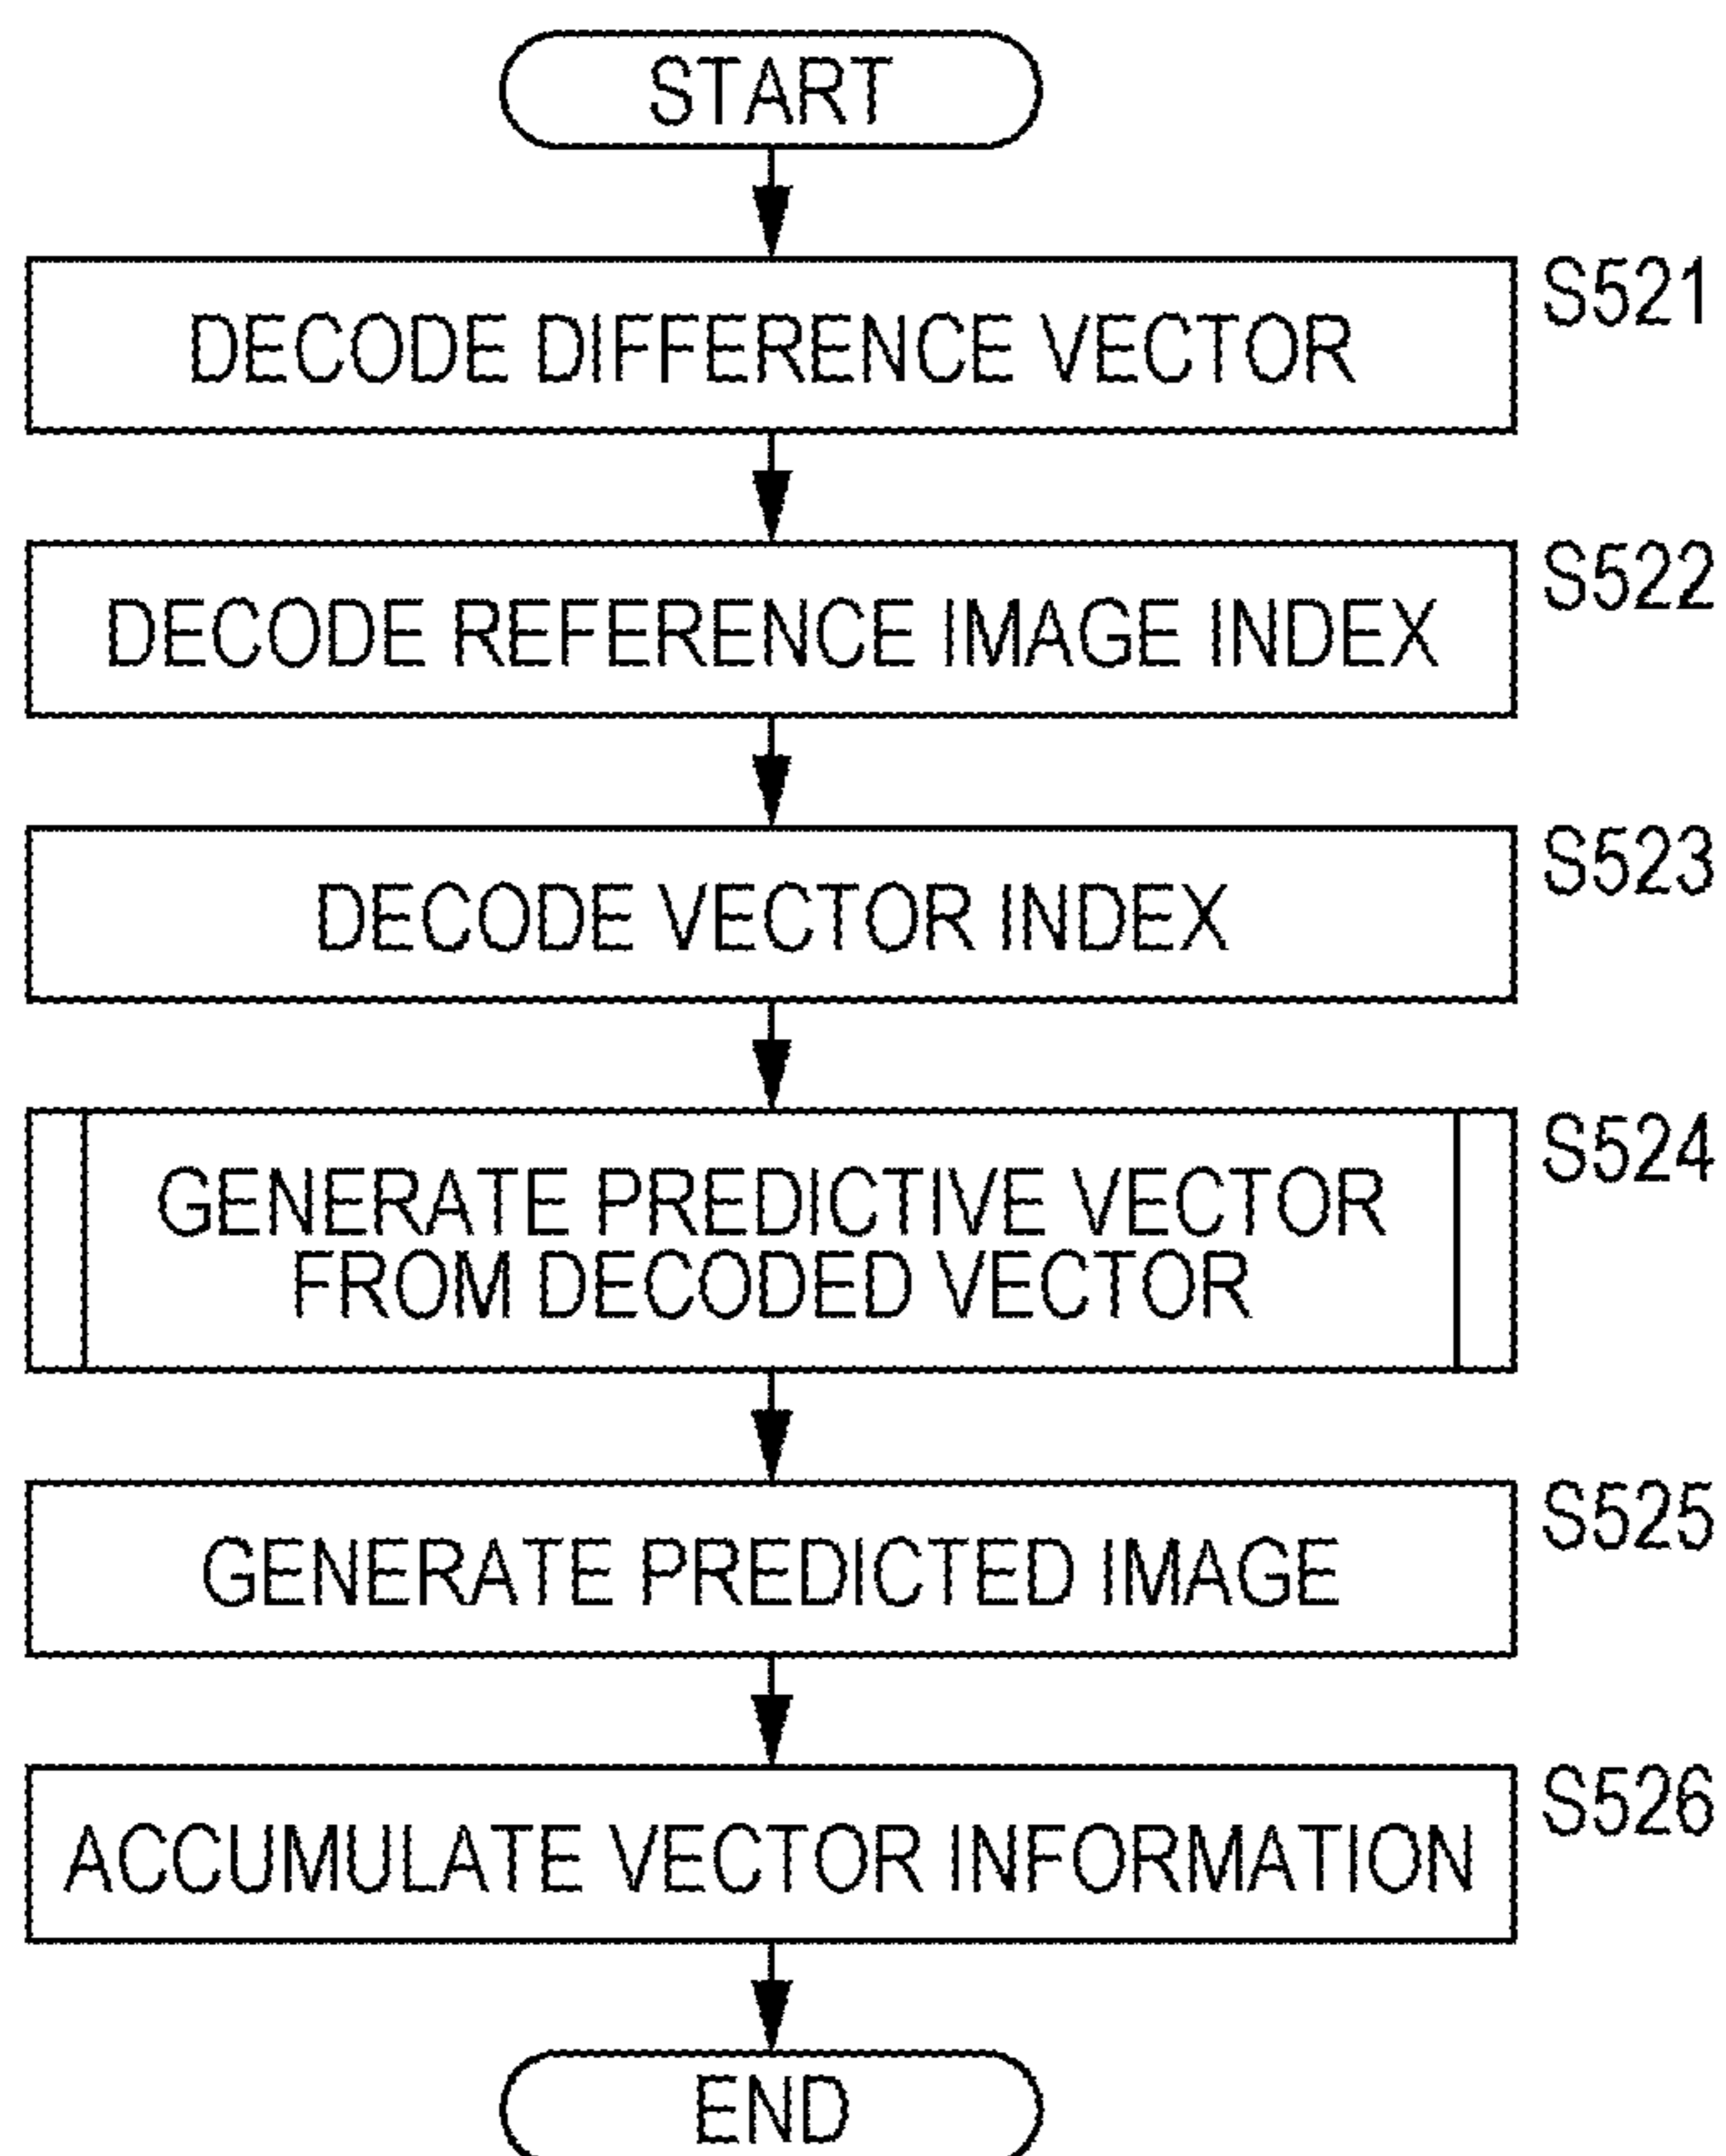 START
S521
DECODE DIFFERENCE VECTOR
S522
DECODE REFERENCE IMAGE INDEX
S523
DECODE VECTOR INDEX
S524
GENERATE PREDICTIVE VECTOR
FROM DECODED VECTOR
S525
GENERATE PREDICTED IMAGE
S526
ACCUMULATE VECTOR INFORMATION
END